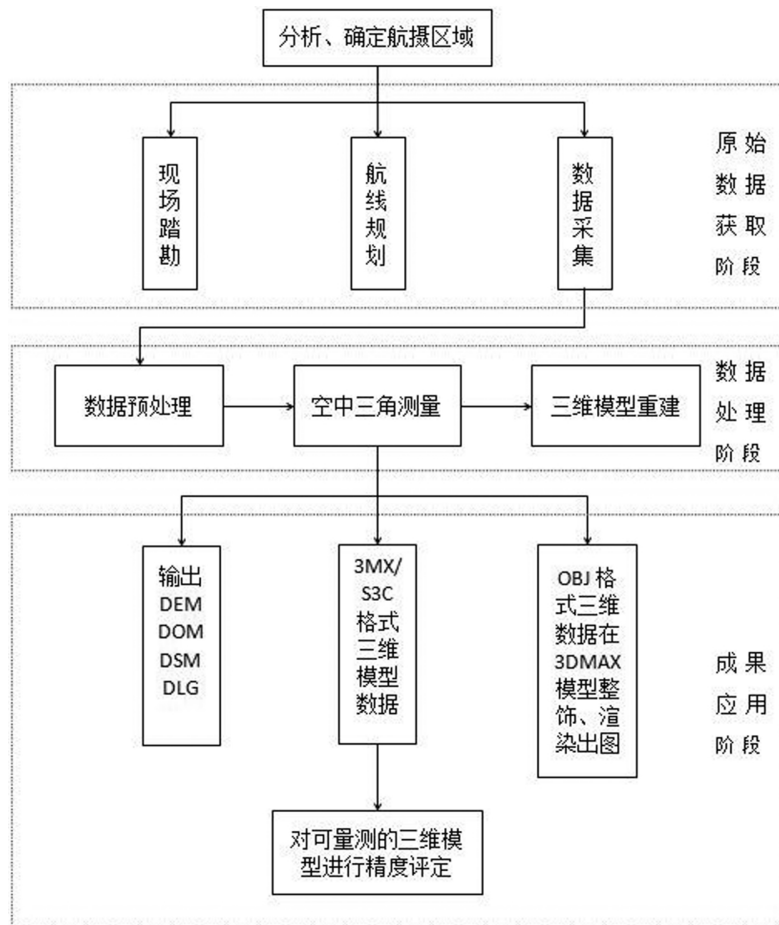 分析、确定航摄区域
现
场
踏
勘
航
线
规
划
数
据
采
集
原 始
数 据
获 取
阶 段
数据预处理
空中三角测量
三维模型重建
数 据
处 理
阶 段
输出
DEM
DOM
DSM
DLG
3MX/
S3C
格式
三维
模型
数据
OBJ 格
式三维
数据在
3DMAX
模型整
饰、渲
染出图
成 果
应 用
阶 段
对可量测的三维模
型进行精度评定